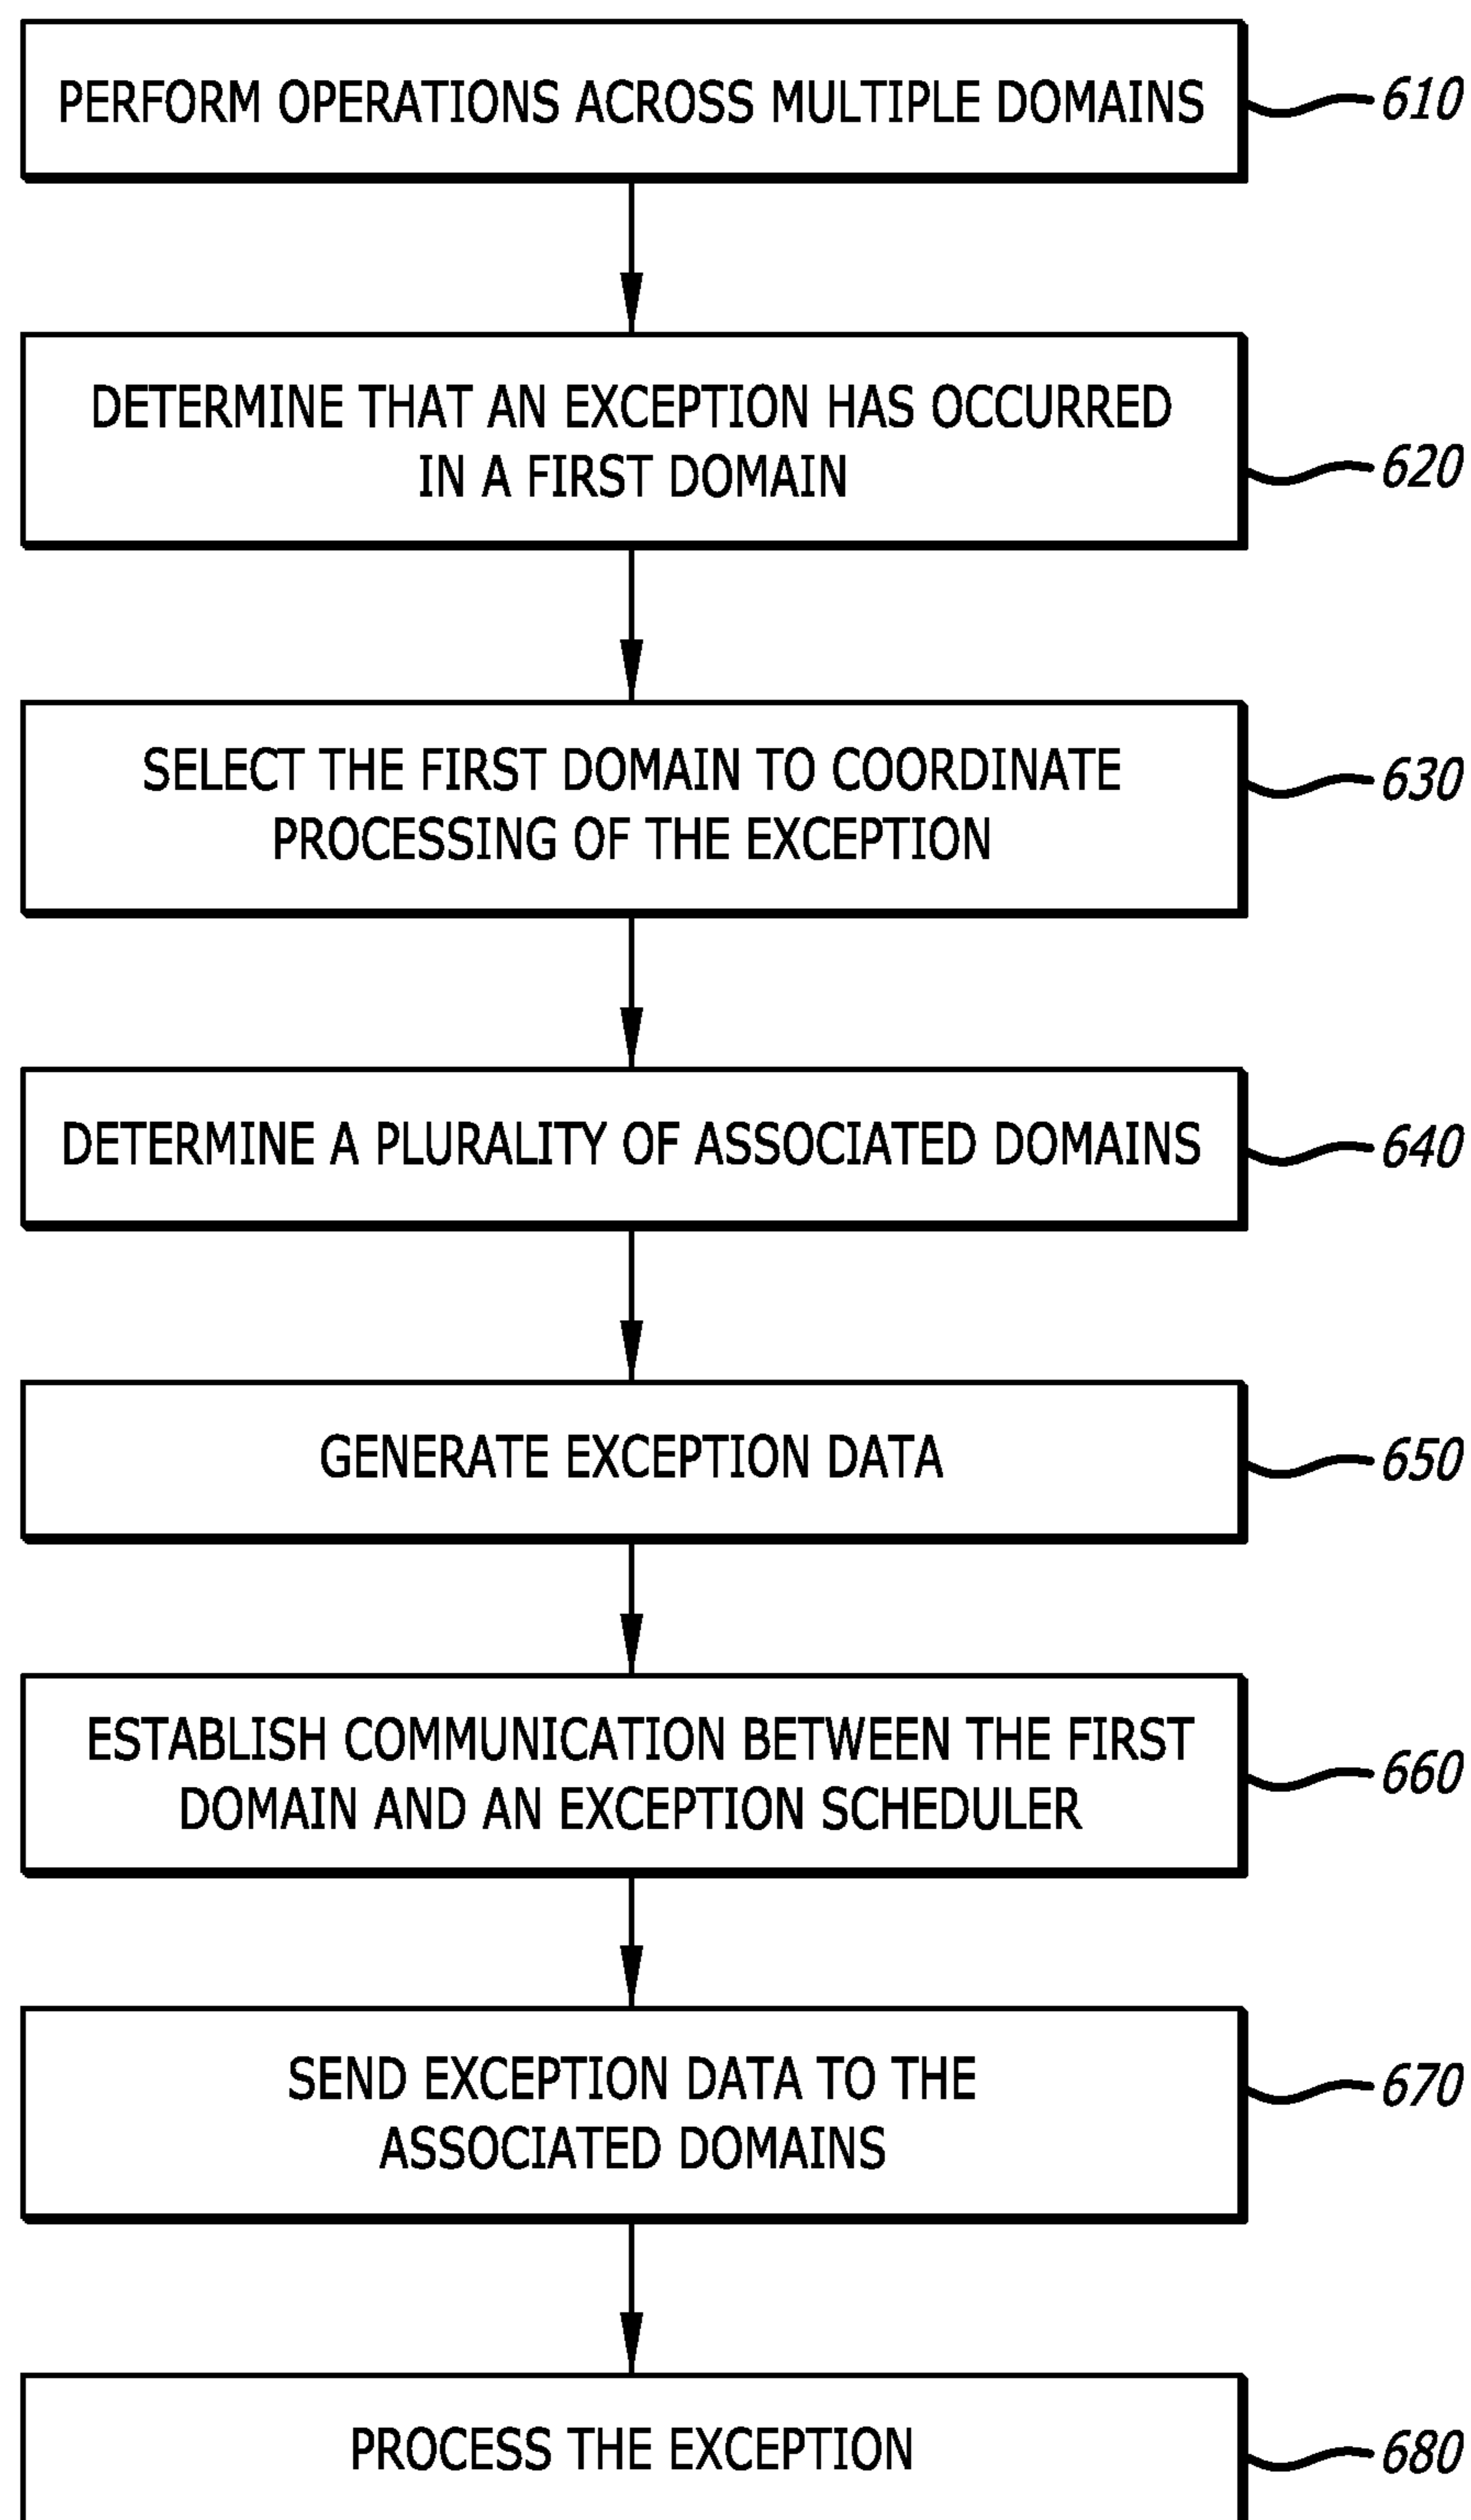 PERFORM OPERATIONS ACROSS MULTIPLE DOMAINS
610
DETERMINE THAT AN EXCEPTION HAS OCCURRED
IN A FIRST DOMAIN
620
SELECT THE FIRST DOMAIN TO COORDINATE
PROCESSING OF THE EXCEPTION
630
DETERMINE A PLURALITY OF ASSOCIATED DOMAINS
640
GENERATE EXCEPTION DATA
650
ESTABLISH COMMUNICATION BETWEEN THE FIRST
DOMAIN AND AN EXCEPTION SCHEDULER
660
SEND EXCEPTION DATA TO THE
ASSOCIATED DOMAINS
670
PROCESS THE EXCEPTION
680